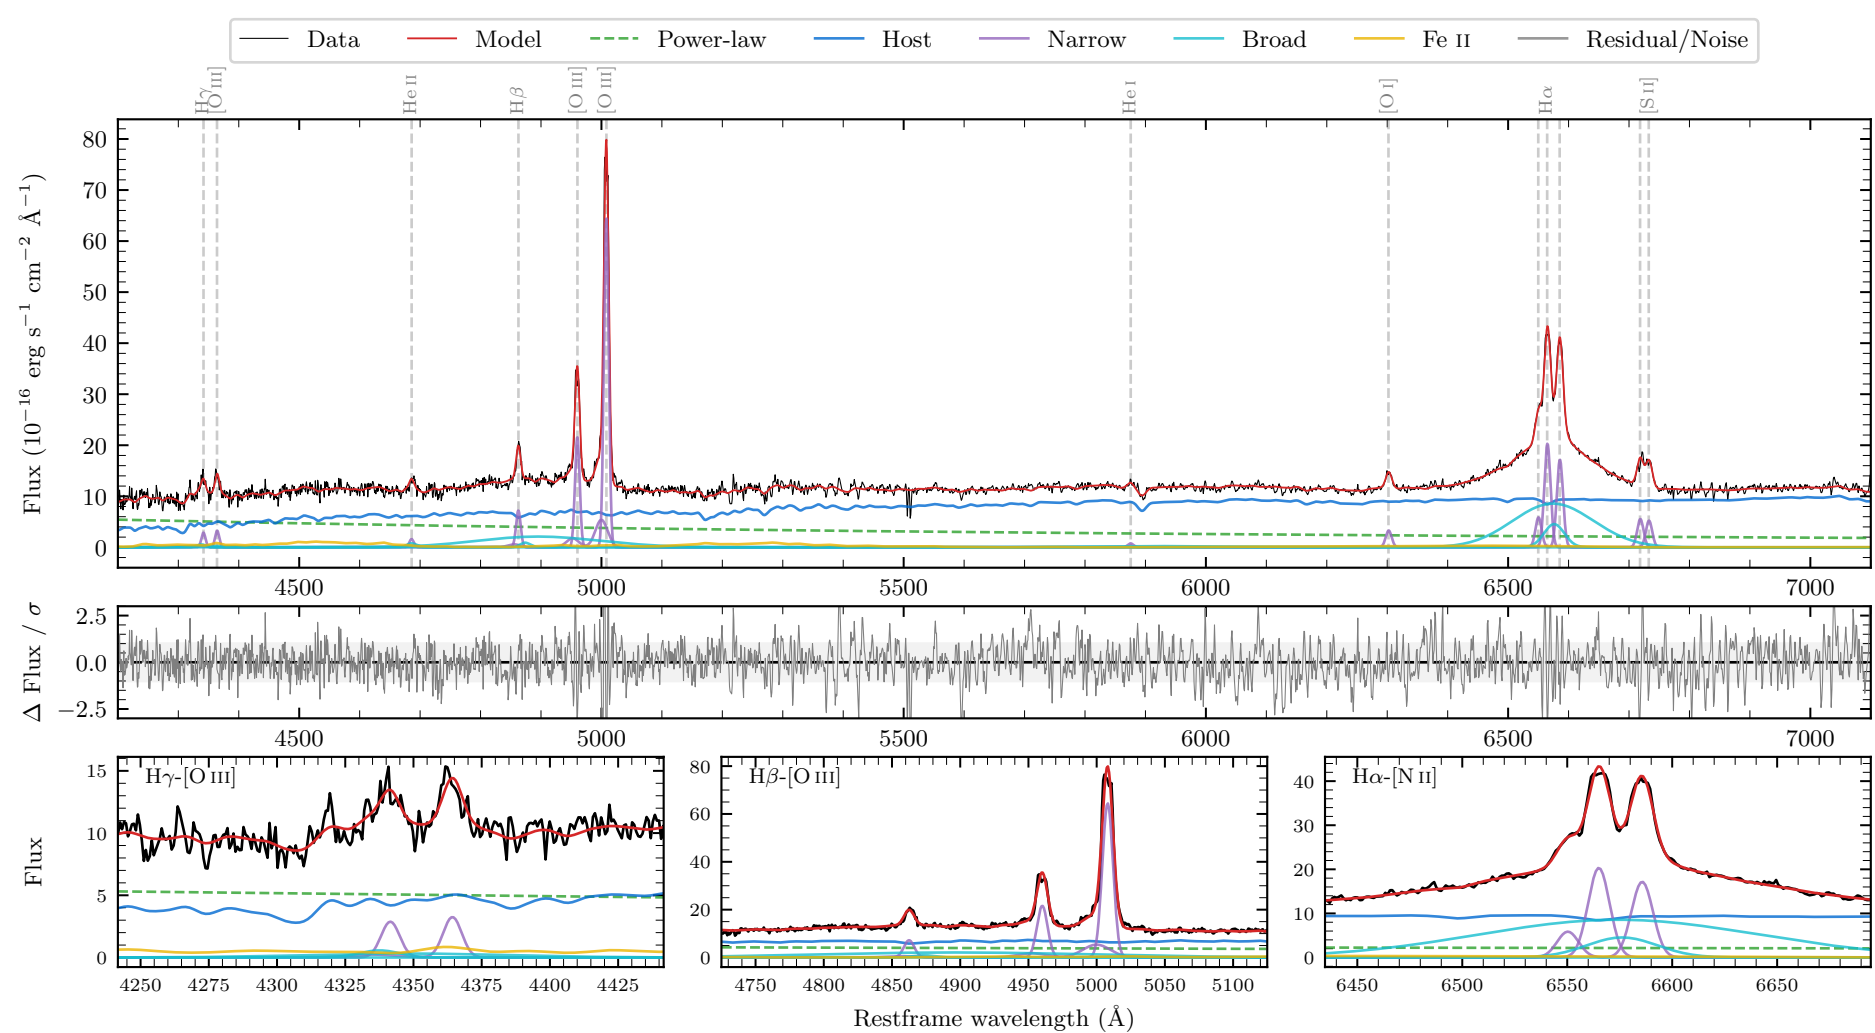 Data Model Power-law Host Narrow Broad Fe II Residual/Noise
Hγ [O III] He II Hβ [O III] [O III] He I [O I] Hα [S II]
Flux (10−16 erg s−1 cm−2 Å−1)
80
70
60
50
40
30
20
10
0
4500 5000 5500 6000 6500 7000
Δ Flux / σ
2.5
0.0
−2.5
4500 5000 5500 6000 6500 7000
Flux
Hγ-[O III]
15
10
5
0
4250 4275 4300 4325 4350 4375 4400 4425
Hβ-[O III]
80
60
40
20
0
4750 4800 4850 4900 4950 5000 5050 5100
Hα-[N II]
40
30
20
10
0
6450 6500 6550 6600 6650
Restframe wavelength (Å)